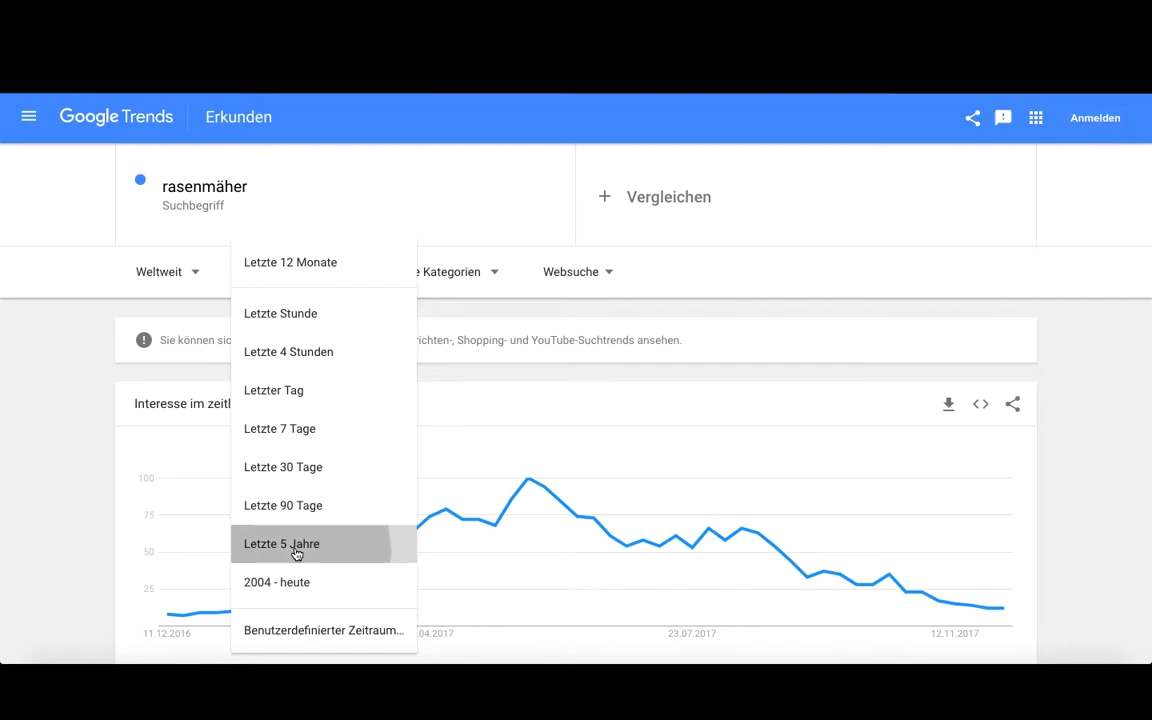 Google Trends Erkunden Anmelden
rasenmäher
Suchbegriff
+ Vergleichen
Weltweit
Letzte 12 Monate
e Kategorien
Websuche
Letzte Stunde
Letzte 4 Stunden
Letzter Tag
Letzte 7 Tage
Letzte 30 Tage
Letzte 90 Tage
Letzte 5 Jahre
2004 - heute
Benutzerdefinierter Zeitraum...
Sie können sic
richten-, Shopping- und YouTube-Suchtrends ansehen.
Interesse im zeitl
100
75
50
25
11.12.2016
.04.2017
23.07.2017
12.11.2017